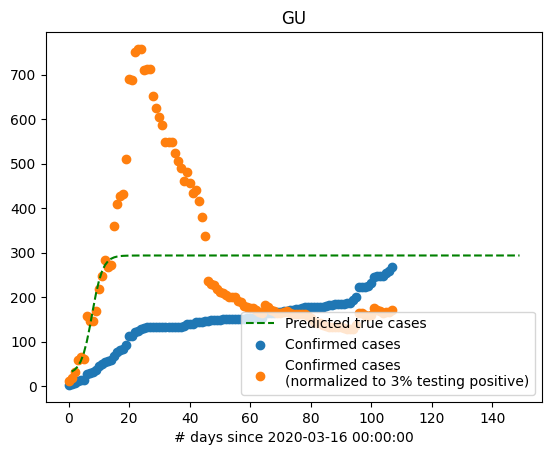 GU
700
600
500
400
300
200
100
0
Predicted true cases
Confirmed cases
Confirmed cases
(normalized to 3% testing positive)
0 20 40 60 80 100 120 140
# days since 2020-03-16 00:00:00